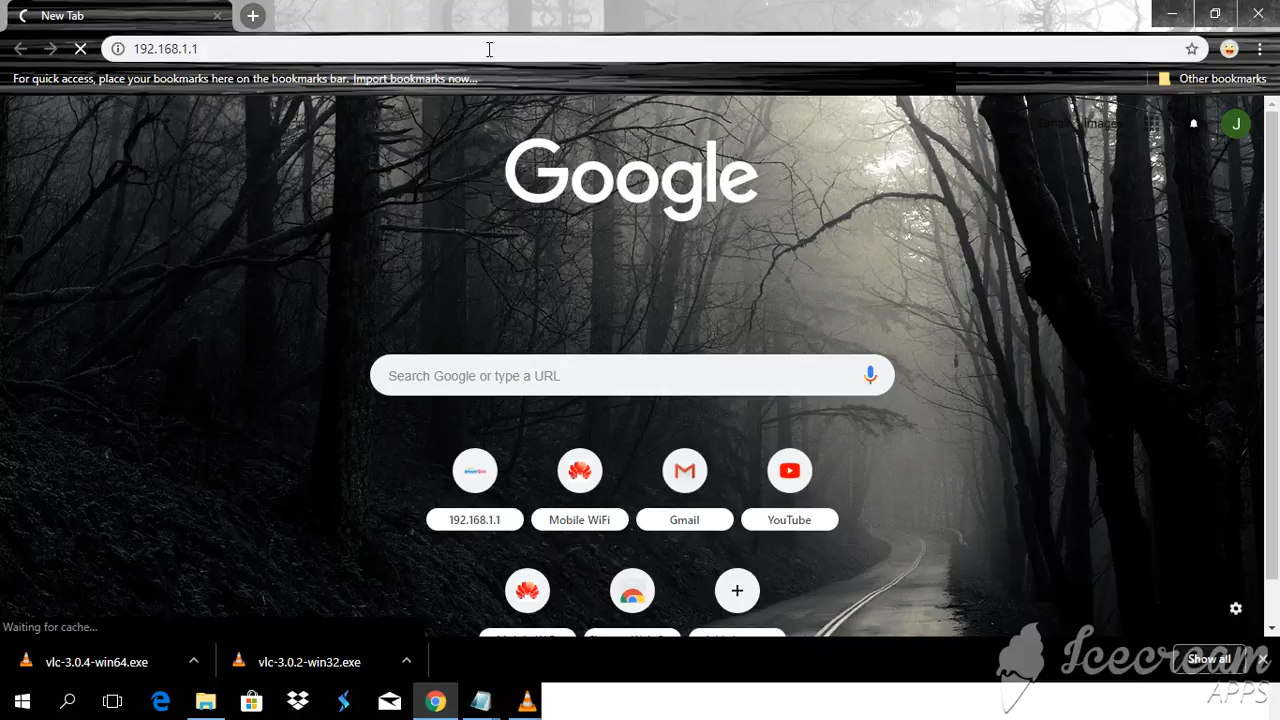 New Tab
192.168.1.1
For quick access, place your bookmarks here on the bookmarks bar. Import bookmarks now...
Other bookmarks
Gmail Images
J
Google
Search Google or type a URL
192.168.1.1
Mobile WiFi
Gmail
YouTube
Waiting for cache...
vlc-3.0.4-win64.exe
vlc-3.0.2-win32.exe
Show all
Icecream
APPS